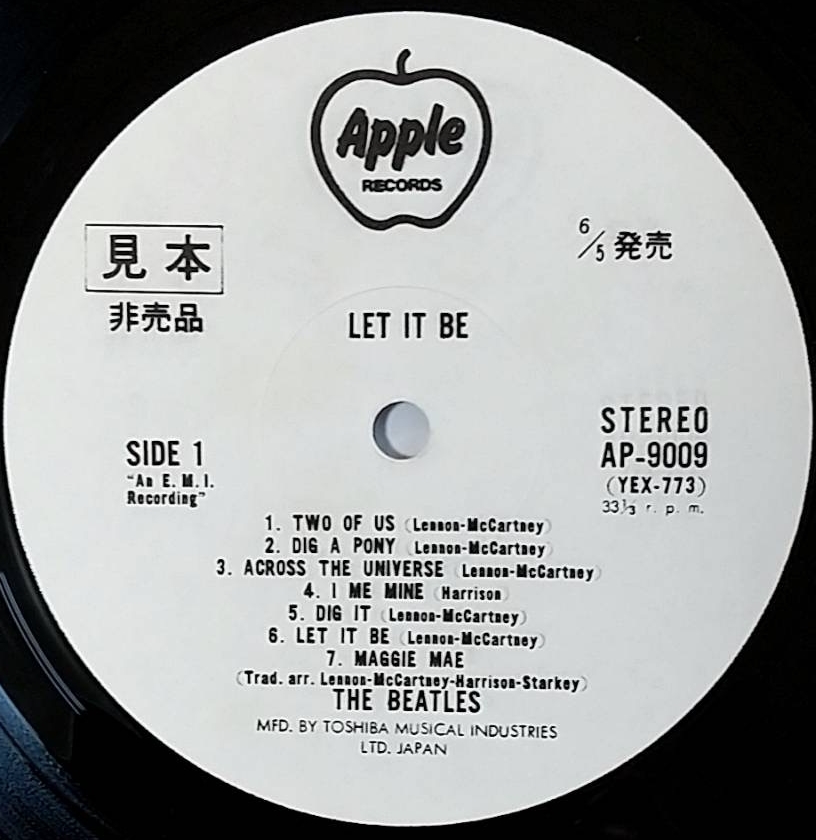 Apple
RECORDS
見本
非売品
6/5 発売
LET IT BE
SIDE 1
"An E. M. I.
Recording"
STEREO
AP-9009
(YEX-773)
33⅓ r. p. m.
1. TWO OF US (Lennon-McCartney)
2. DIG A PONY (Lennon-McCartney)
3. ACROSS THE UNIVERSE (Lennon-McCartney)
4. I ME MINE (Harrison)
5. DIG IT (Lennon-McCartney)
6. LET IT BE (Lennon-McCartney)
7. MAGGIE MAE
(Trad. arr. Lennon-McCartney-Harrison-Starkey)
THE BEATLES
MFD. BY TOSHIBA MUSICAL INDUSTRIES
LTD. JAPAN